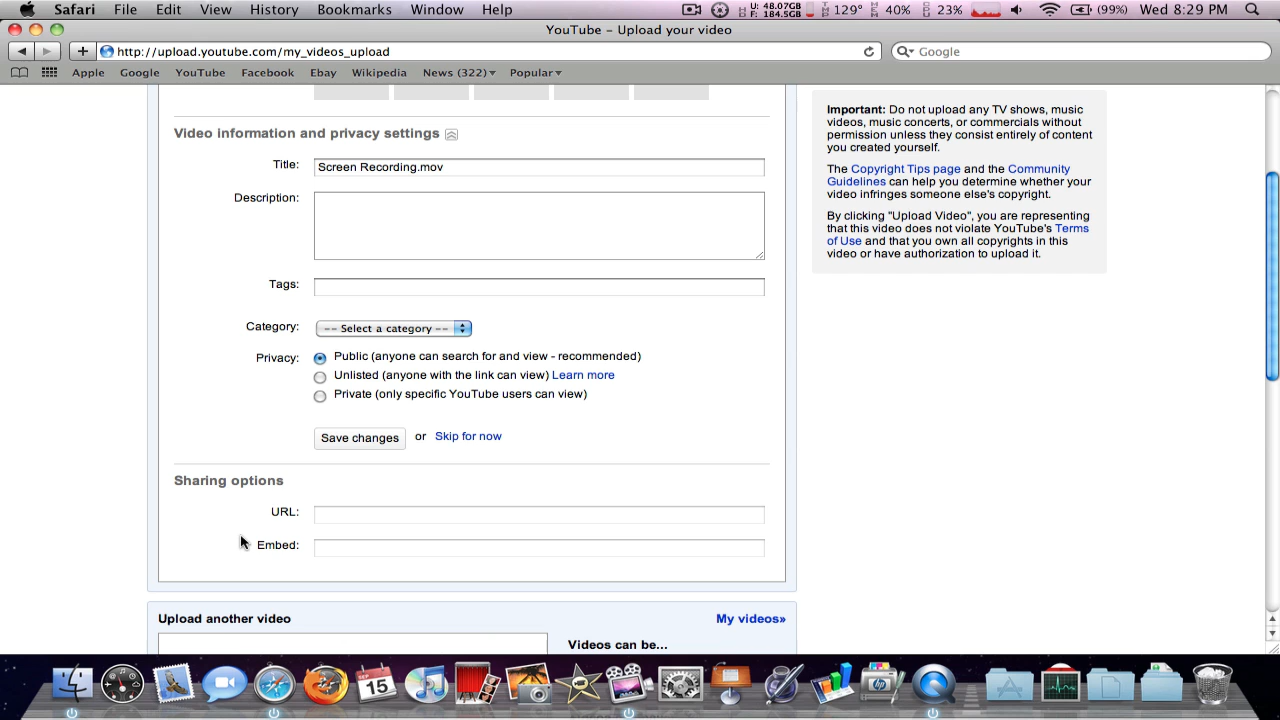 Safari File Edit View History Bookmarks Window Help U: 48.07GB F: 184.5GB 129° 40% 23% (99%) Wed 8:29 PM
YouTube – Upload your video
http://upload.youtube.com/my_videos_upload Google
Apple Google YouTube Facebook Ebay Wikipedia News (322) Popular
Video information and privacy settings
Title: Screen Recording.mov
Description:
Tags:
Category: -- Select a category --
Privacy: Public (anyone can search for and view - recommended)
Unlisted (anyone with the link can view) Learn more
Private (only specific YouTube users can view)
Save changes or Skip for now
Sharing options
URL:
Embed:
Upload another video My videos»
Videos can be...
Important: Do not upload any TV shows, music
videos, music concerts, or commercials without
permission unless they consist entirely of content
you created yourself.
The Copyright Tips page and the Community
Guidelines can help you determine whether your
video infringes someone else's copyright.
By clicking "Upload Video", you are representing
that this video does not violate YouTube's Terms
of Use and that you own all copyrights in this
video or have authorization to upload it.
15